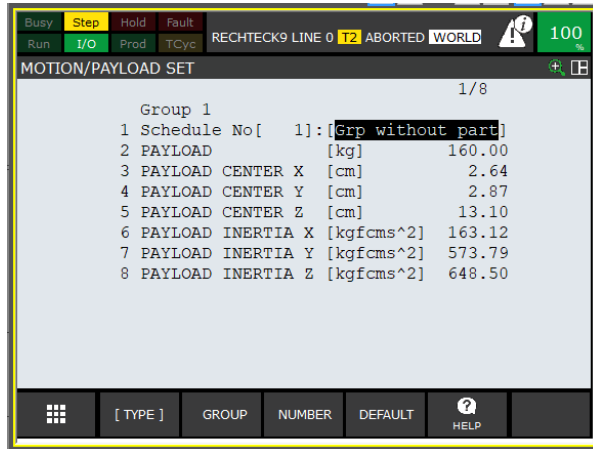 Busy Step Hold Fault
Run I/O Prod TCyc
RECHTECK9 LINE 0 T2 ABORTED WORLD
100
%
MOTION/PAYLOAD SET
1/8
Group 1
1 Schedule No[ 1]:[Grp without part]
2 PAYLOAD [kg] 160.00
3 PAYLOAD CENTER X [cm] 2.64
4 PAYLOAD CENTER Y [cm] 2.87
5 PAYLOAD CENTER Z [cm] 13.10
6 PAYLOAD INERTIA X [kgfcms^2] 163.12
7 PAYLOAD INERTIA Y [kgfcms^2] 573.79
8 PAYLOAD INERTIA Z [kgfcms^2] 648.50
[ TYPE ] GROUP NUMBER DEFAULT HELP